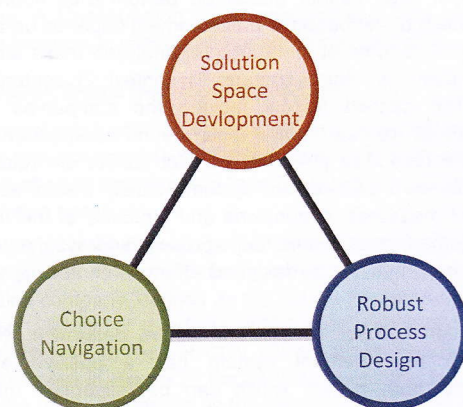 Solution
Space
Devlopment
Choice
Navigation
Robust
Process
Design